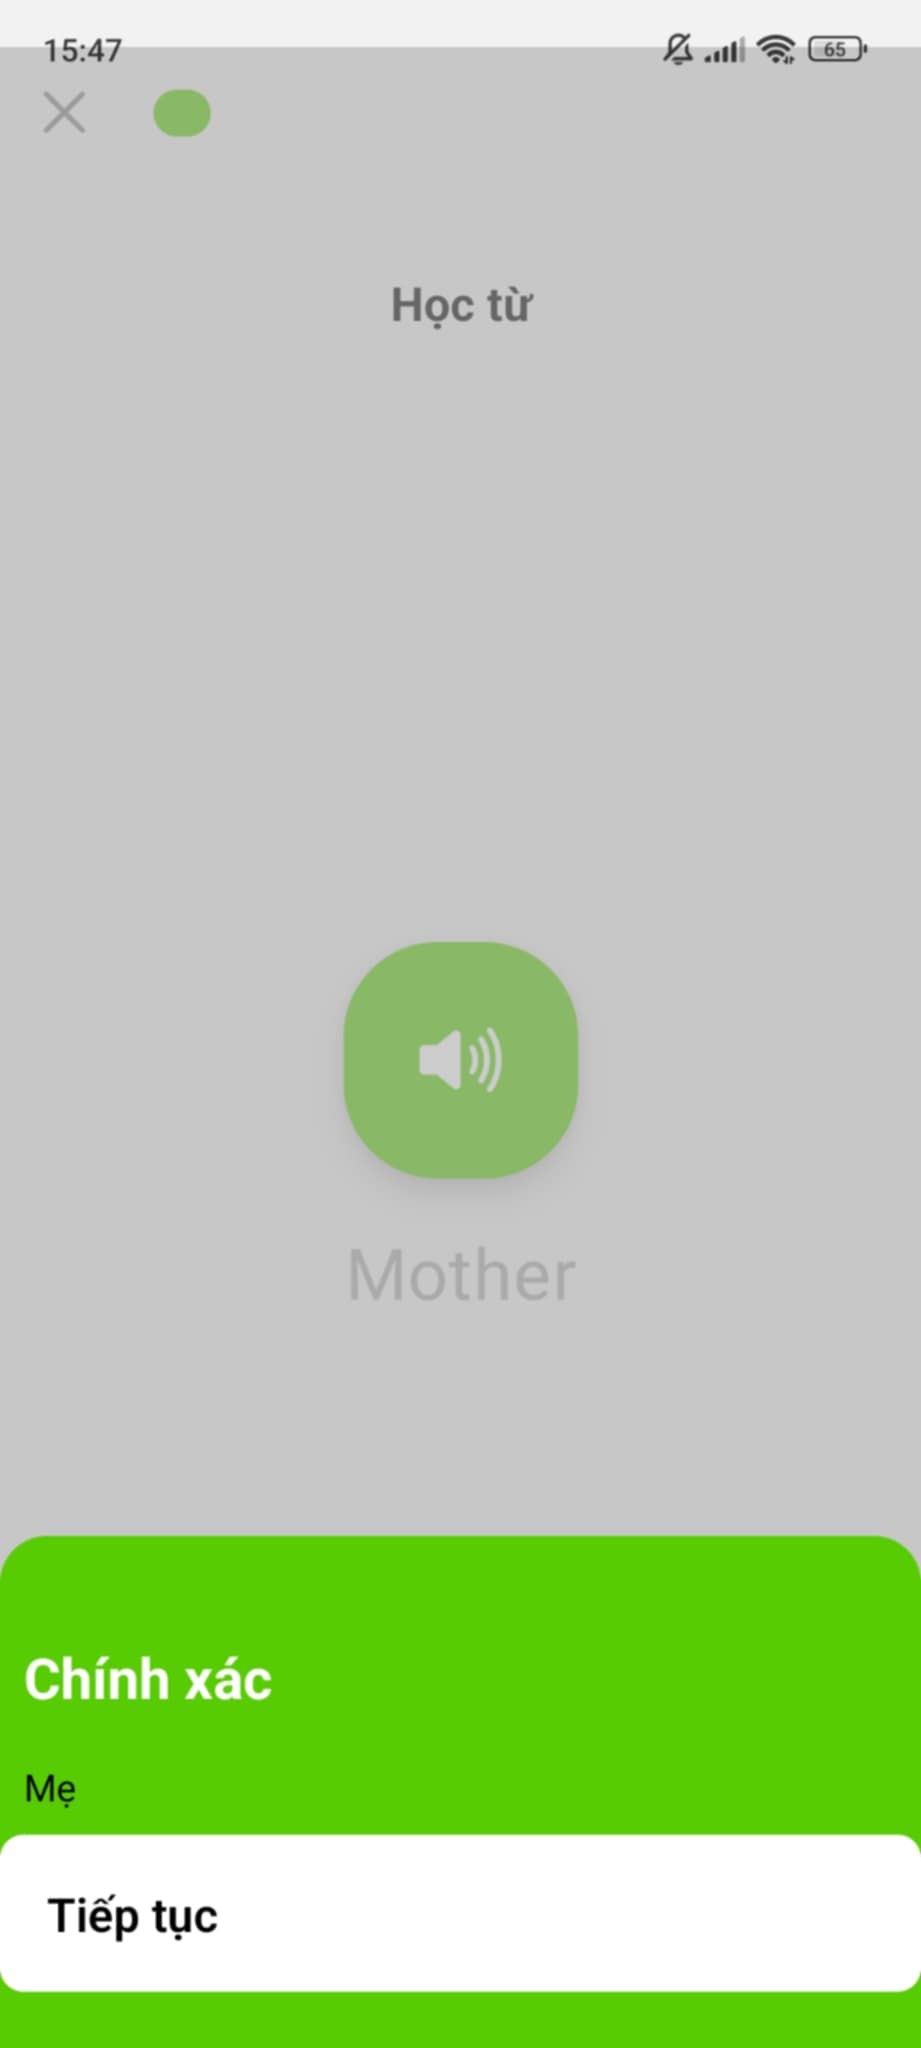 15:47
65
Học từ
Mother
Chính xác
Mẹ
Tiếp tục